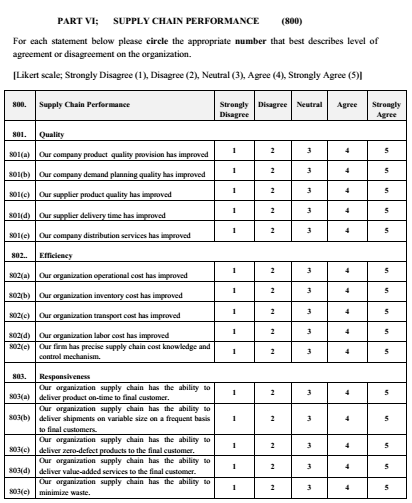 PART VI; SUPPLY CHAIN PERFORMANCE (800)
For each statement below please circle the appropriate number that best describes level of
agreement or disagreement on the organization.
[Likert scale; Strongly Disagree (1), Disagree (2), Neutral (3), Agree (4), Strongly Agree (5)]
800. Supply Chain Performance Strongly Disagree Disagree Neutral Agree Strongly Agree
801. Quality
801(a) Our company product quality provision has improved 1 2 3 4 5
801(b) Our company demand planning quality has improved 1 2 3 4 5
801(c) Our supplier product quality has improved 1 2 3 4 5
801(d) Our supplier delivery time has improved 1 2 3 4 5
801(e) Our company distribution services has improved 1 2 3 4 5
802.. Efficiency
802(a) Our organization operational cost has improved 1 2 3 4 5
802(b) Our organization inventory cost has improved 1 2 3 4 5
802(c) Our organization transport cost has improved 1 2 3 4 5
802(d) Our organization labor cost has improved 1 2 3 4 5
802(e) Our firm has precise supply chain cost knowledge and
control mechanism. 1 2 3 4 5
803. Responsiveness
803(a) Our organization supply chain has the ability to
deliver product on-time to final customer. 1 2 3 4 5
803(b) Our organization supply chain has the ability to
deliver shipments on variable size on a frequent basis
to final customers. 1 2 3 4 5
803(c) Our organization supply chain has the ability to
deliver zero-defect products to the final customer. 1 2 3 4 5
803(d) Our organization supply chain has the ability to
deliver value-added services to the final customer. 1 2 3 4 5
803(e) Our organization supply chain has the ability to
minimize waste. 1 2 3 4 5